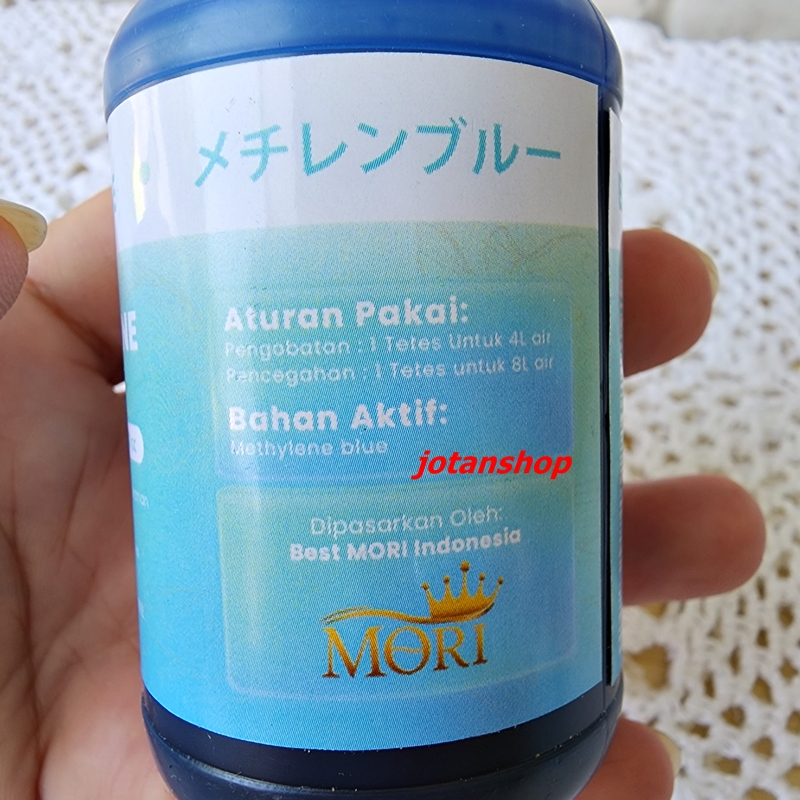 メチレンブルー
Aturan Pakai:
Pengobatan : 1 Tetes Untuk 4L air
Pencegahan : 1 Tetes untuk 8L air
Bahan Aktif:
Methylene blue
jotanshop
Dipasarkan Oleh:
Best MORI Indonesia
MORI